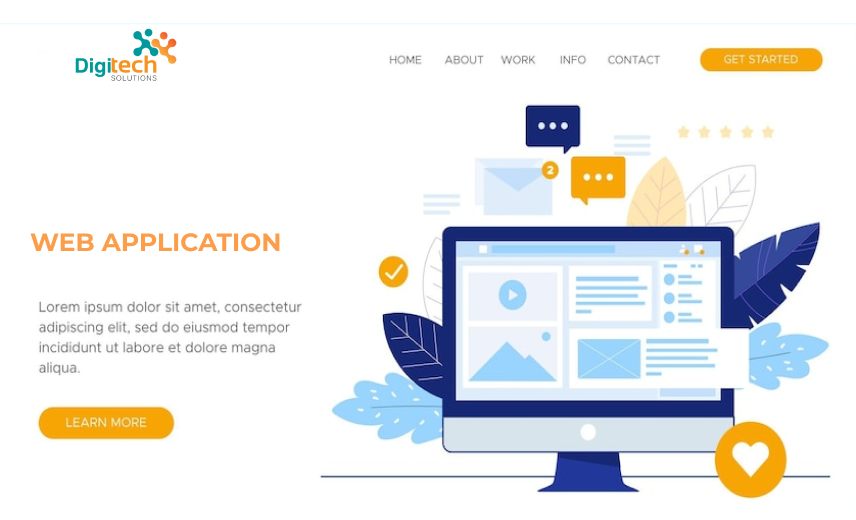 Digitech
SOLUTIONS
HOME ABOUT WORK INFO CONTACT GET STARTED
2
WEB APPLICATION
Lorem ipsum dolor sit amet, consectetur
adipiscing elit, sed do eiusmod tempor
incididunt ut labore et dolore magna
aliqua.
LEARN MORE